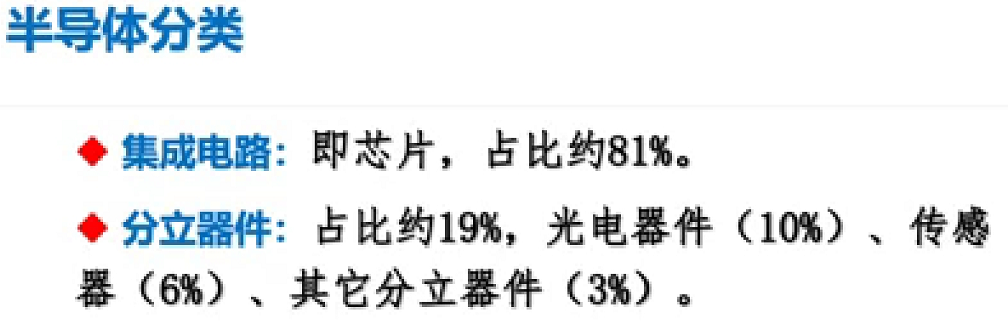 半导体分类
◆ 集成电路：即芯片，占比约81%。
◆ 分立器件：占比约19%，光电器件（10%）、传感
器（6%）、其它分立器件（3%）。